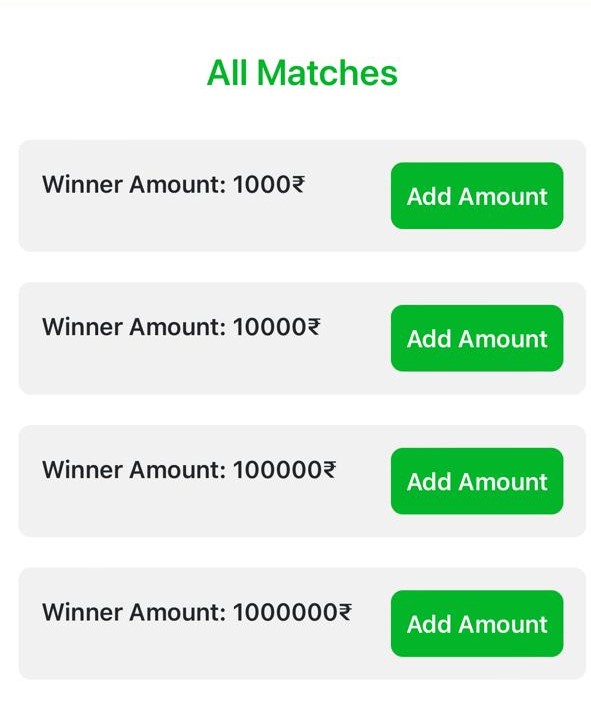 All Matches
Winner Amount: 1000₹
Add Amount
Winner Amount: 10000₹
Add Amount
Winner Amount: 100000₹
Add Amount
Winner Amount: 1000000₹
Add Amount